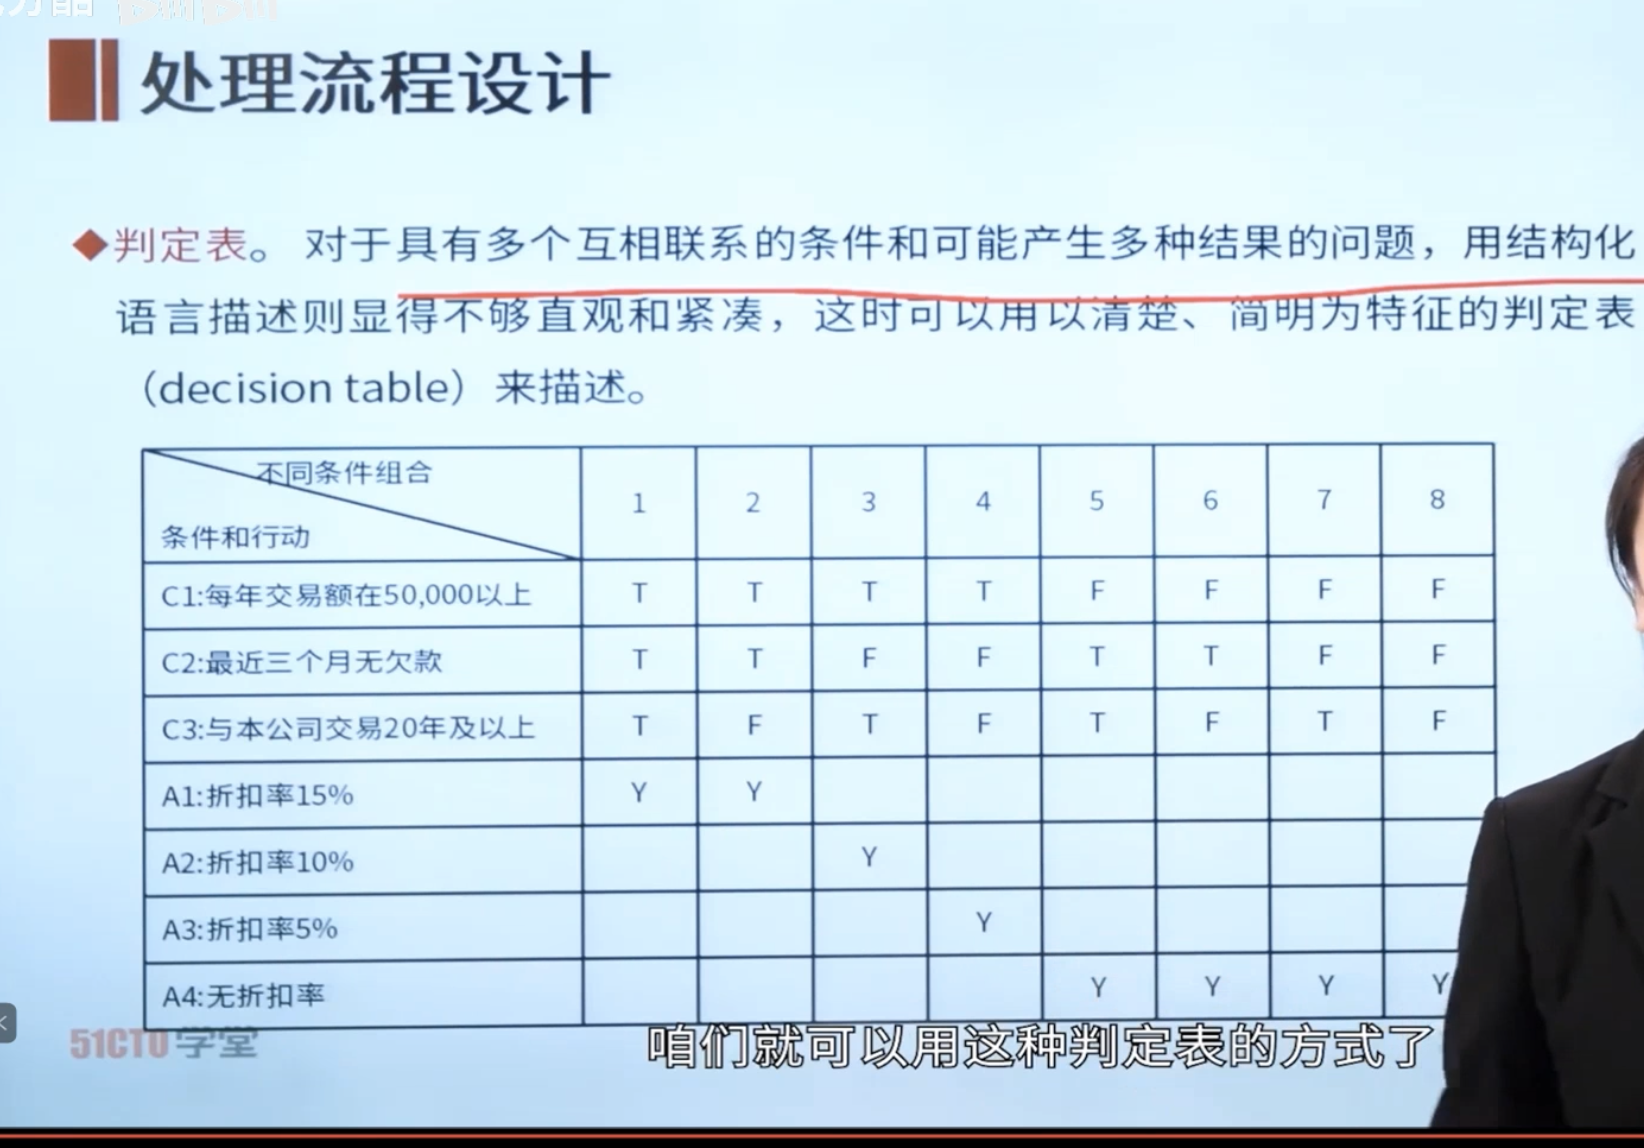 处理流程设计
◆判定表。 对于具有多个互相联系的条件和可能产生多种结果的问题，用结构化
语言描述则显得不够直观和紧凑，这时可以用以清楚、简明为特征的判定表
（decision table）来描述。
不同条件组合
条件和行动 1 2 3 4 5 6 7 8
C1:每年交易额在50,000以上 T T T T F F F F
C2:最近三个月无欠款 T T F F T T F F
C3:与本公司交易20年及以上 T F T F T F T F
A1:折扣率15% Y Y
A2:折扣率10% Y
A3:折扣率5% Y
A4:无折扣率 Y Y Y Y
51CTO学堂
咱们就可以用这种判定表的方式了